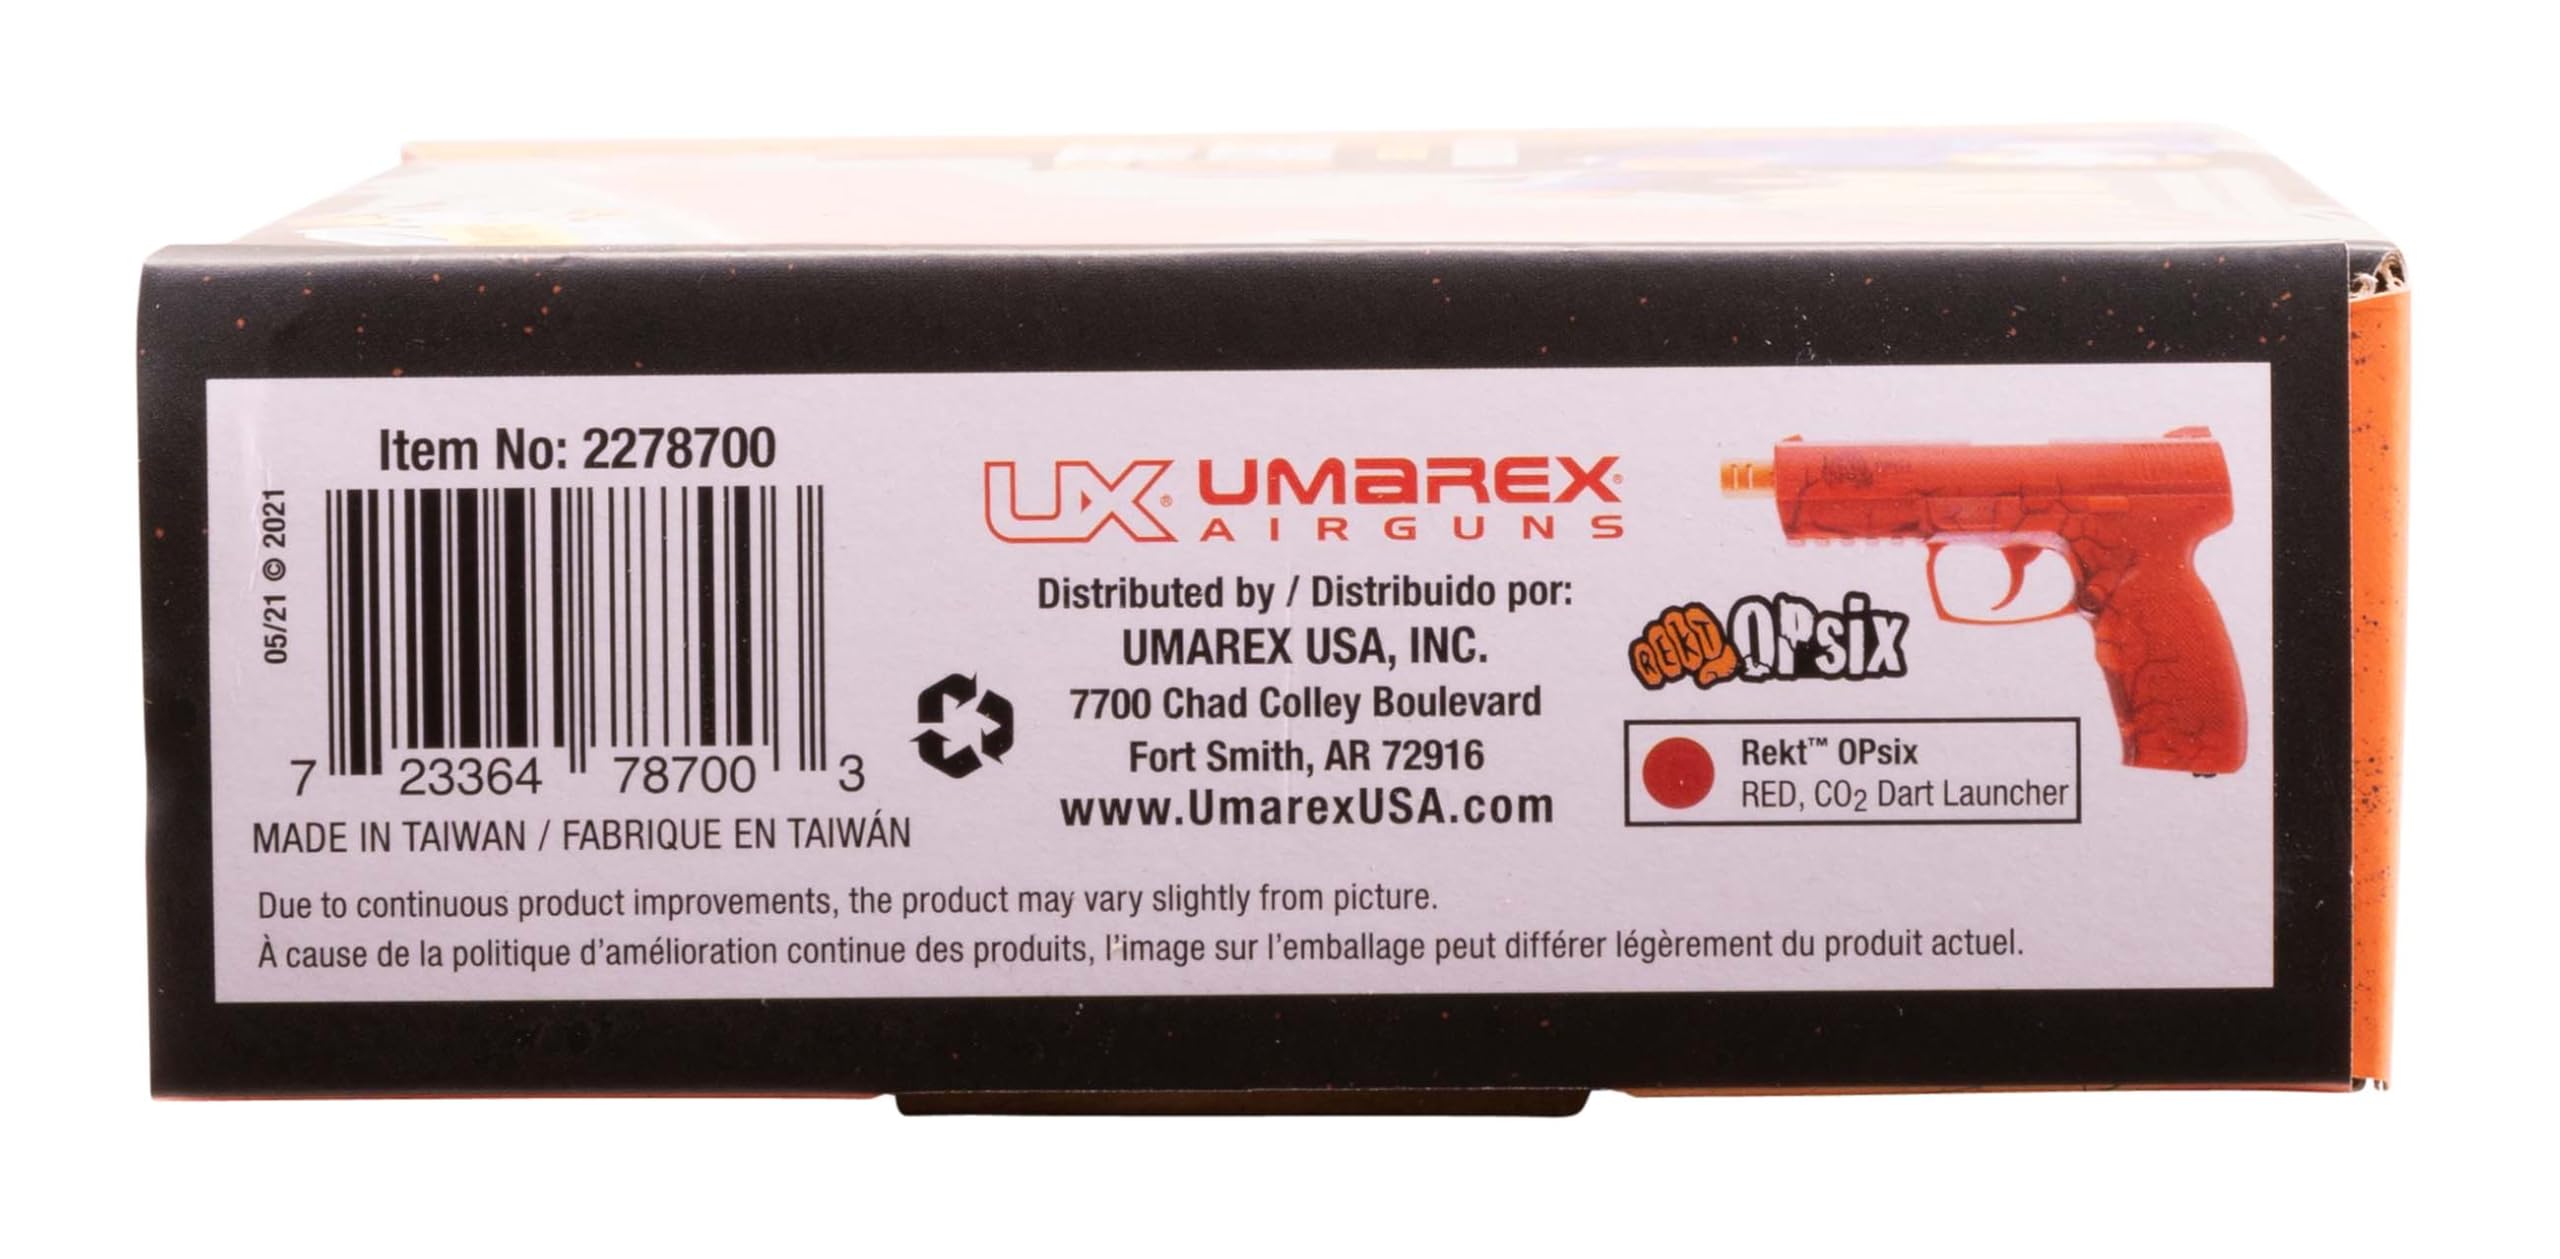 Item No: 2278700
05/21 © 2021
7 23364 78700 3
MADE IN TAIWAN / FABRIQUE EN TAIWÁN
UX® UMAREX®
AIRGUNS
Distributed by / Distribuido por:
UMAREX USA, INC.
7700 Chad Colley Boulevard
Fort Smith, AR 72916
www.UmarexUSA.com
REKT OPSix
Rekt™ OPsix
RED, CO2 Dart Launcher
Due to continuous product improvements, the product may vary slightly from picture.
À cause de la politique d'amélioration continue des produits, l'image sur l'emballage peut différer légèrement du produit actuel.